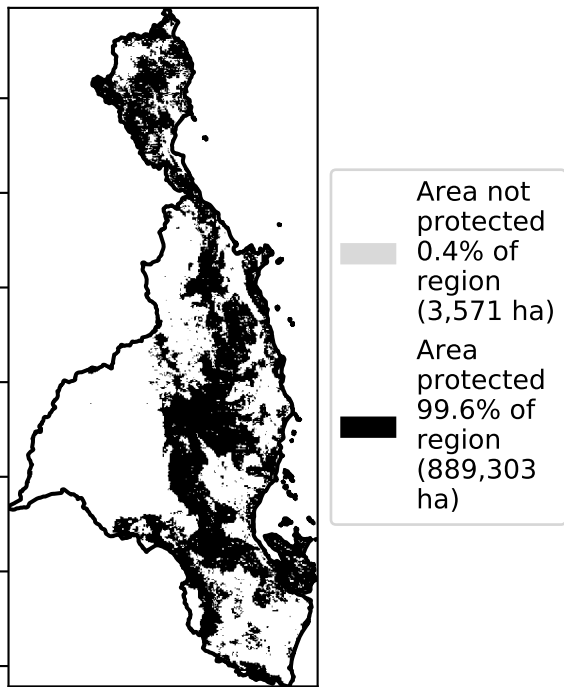 Area not
protected
0.4% of
region
(3,571 ha)
Area
protected
99.6% of
region
(889,303
ha)